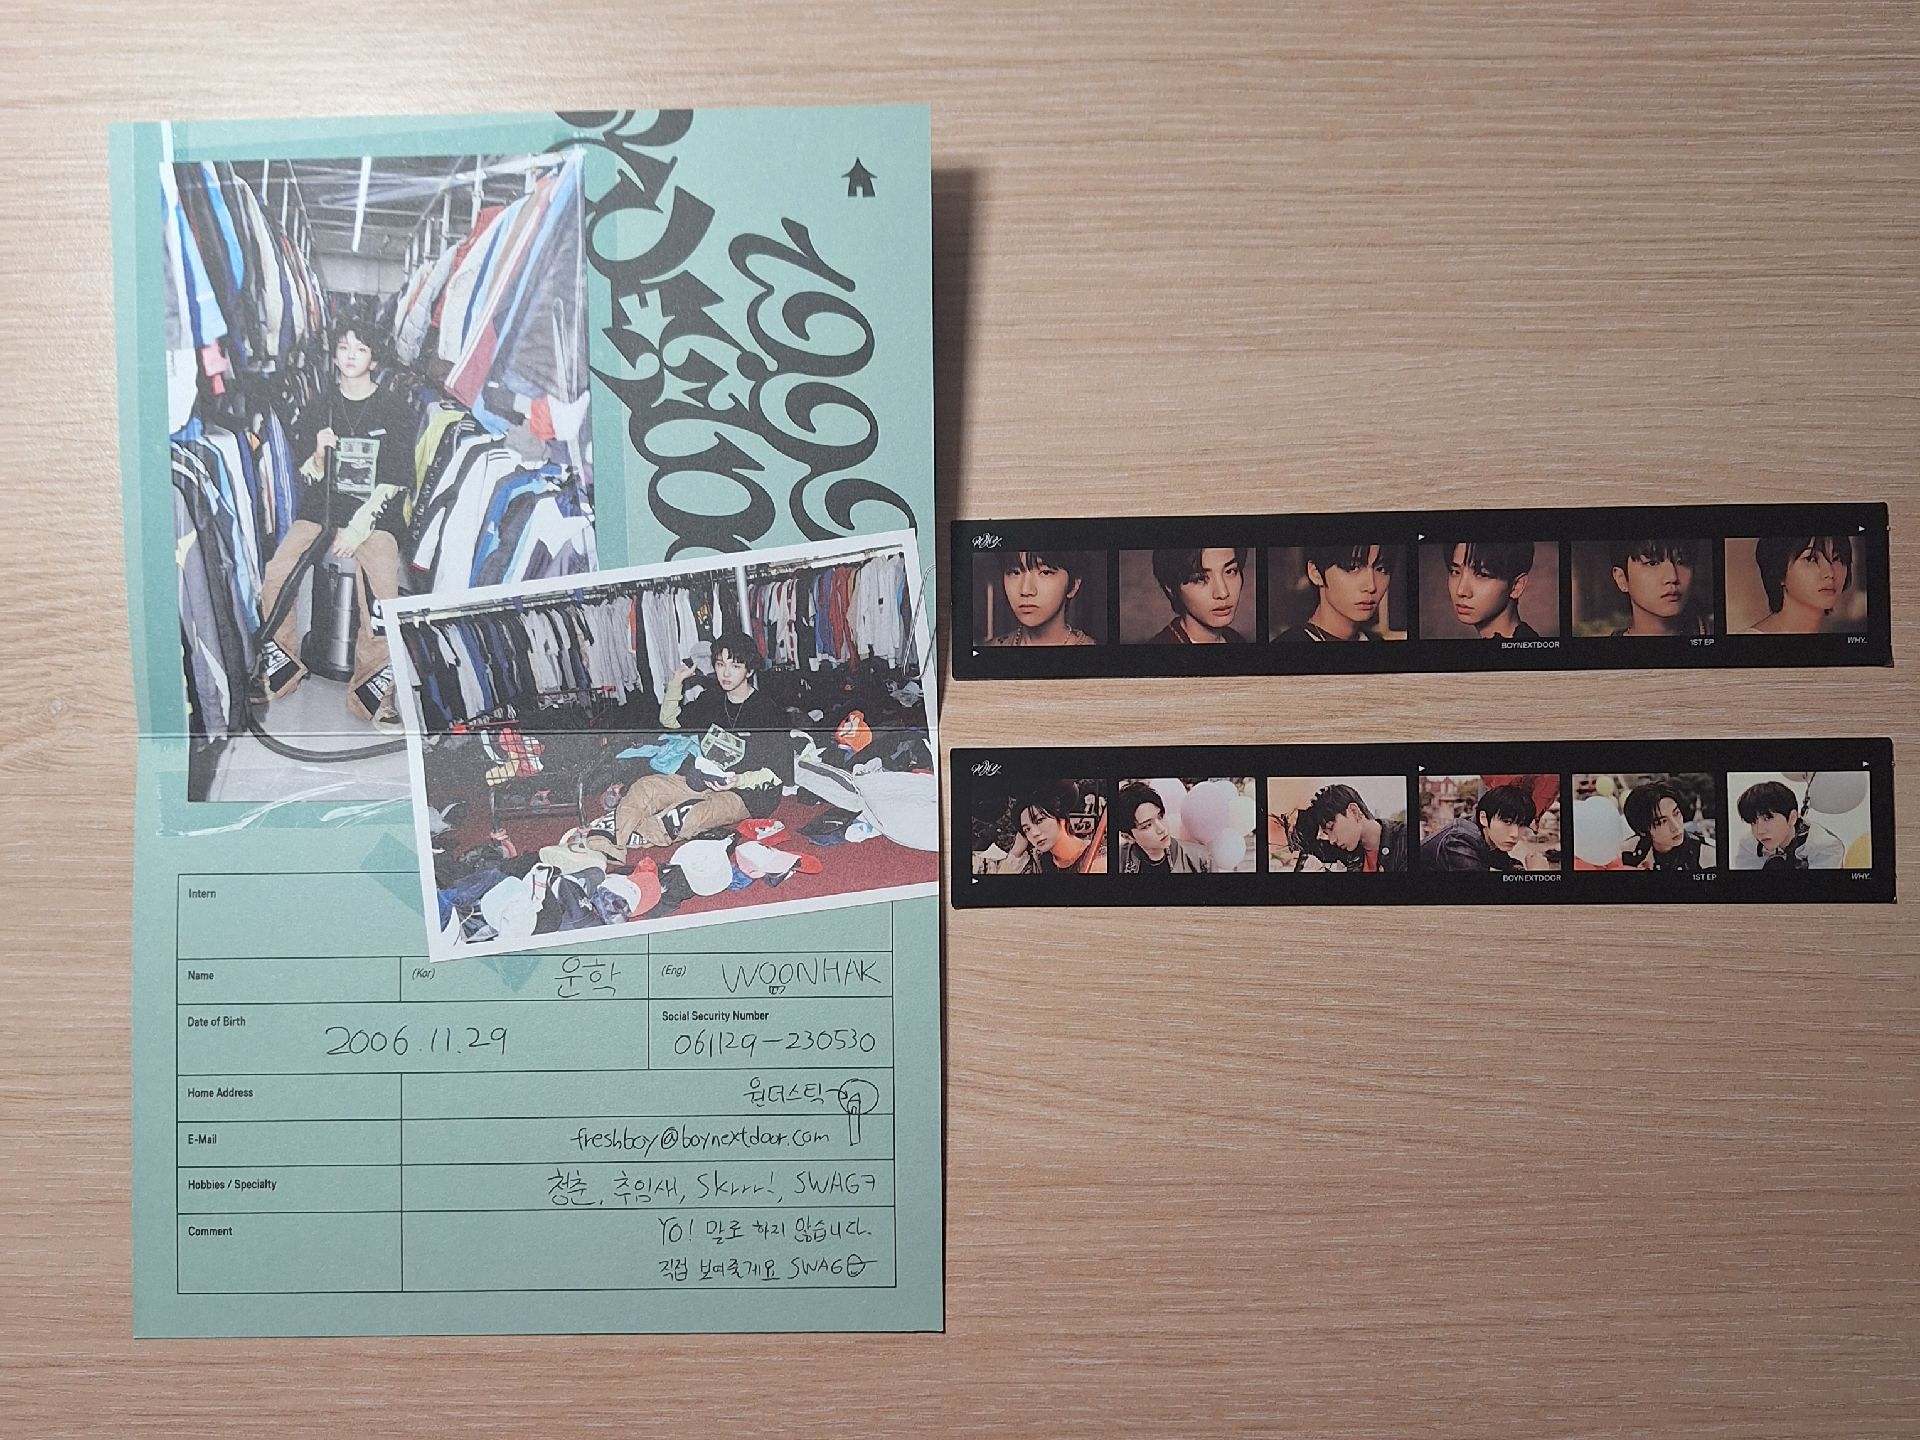 Intern
Name
(Kor)
운학
(Eng)
WOONHAK
Date of Birth
2006.11.29
Social Security Number
061129-230530
Home Address
원더스틱
E-Mail
freshboy@boynextdoor.com
Hobbies / Specialty
청춘, 추임새, Skrrr!, SWAG
Comment
YO! 말로 하지 않습니다.
직접 보여줄게요 SWAG
BOYNEXTDOOR
1ST EP
WHY..
BOYNEXTDOOR
1ST EP
WHY..